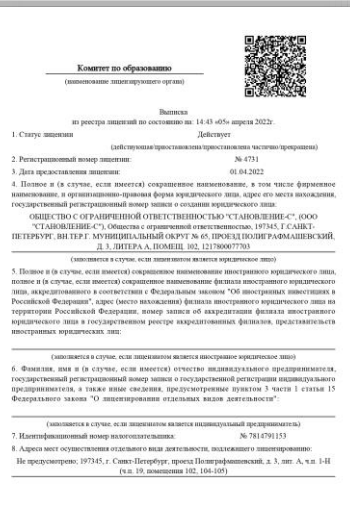 Комитет по образованию
(наименование лицензирующего органа)
Выписка
из реестра лицензий по состоянию на: 14:43 «05» апреля 2022г.
1. Статус лицензии Действует
(действующая/приостановлена/приостановлена частично/прекращена)
2. Регистрационный номер лицензии: № 4731
3. Дата предоставления лицензии: 01.04.2022
4. Полное и (в случае, если имеется) сокращенное наименование, в том числе фирменное
наименование, и организационно-правовая форма юридического лица, адрес его места нахождения,
государственный регистрационный номер записи о создании юридического лица:
ОБЩЕСТВО С ОГРАНИЧЕННОЙ ОТВЕТСТВЕННОСТЬЮ "СТАНОВЛЕНИЕ-С", (ООО
"СТАНОВЛЕНИЕ-С"), Общества с ограниченной ответственностью, 197345, Г.САНКТ-
ПЕТЕРБУРГ, ВН.ТЕР.Г. МУНИЦИПАЛЬНЫЙ ОКРУГ № 65, ПРОЕЗД ПОЛИГРАФМАШЕВСКИЙ,
Д. 3, ЛИТЕРА А, ПОМЕЩ. 102, 1217800077703
(заполняется в случае, если лицензиатом является юридическое лицо)
5. Полное и (в случае, если имеется) сокращенное наименование иностранного юридического лица,
полное и (в случае, если имеется) сокращенное наименование филиала иностранного юридического
лица, аккредитованного в соответствии с Федеральным законом "Об иностранных инвестициях в
Российской Федерации", адрес (место нахождения) филиала иностранного юридического лица на
территории Российской Федерации, номер записи об аккредитации филиала иностранного
юридического лица в государственном реестре аккредитованных филиалов, представительств
иностранных юридических лиц:
(заполняется в случае, если лицензиатом является иностранное юридическое лицо)
6. Фамилия, имя и (в случае, если имеется) отчество индивидуального предпринимателя,
государственный регистрационный номер записи о государственной регистрации индивидуального
предпринимателя, а также иные сведения, предусмотренные пунктом 3 части 1 статьи 15
Федерального закона "О лицензировании отдельных видов деятельности":
(заполняется в случае, если лицензиатом является индивидуальный предприниматель)
7. Идентификационный номер налогоплательщика: № 7814791153
8. Адреса мест осуществления отдельного вида деятельности, подлежащего лицензированию:
Не предусмотрено; 197345, г. Санкт-Петербург, проезд Полиграфмашевский, д. 3, лит. А, ч.п. 1-Н
(ч.п. 19, помещения 102, 104-105)